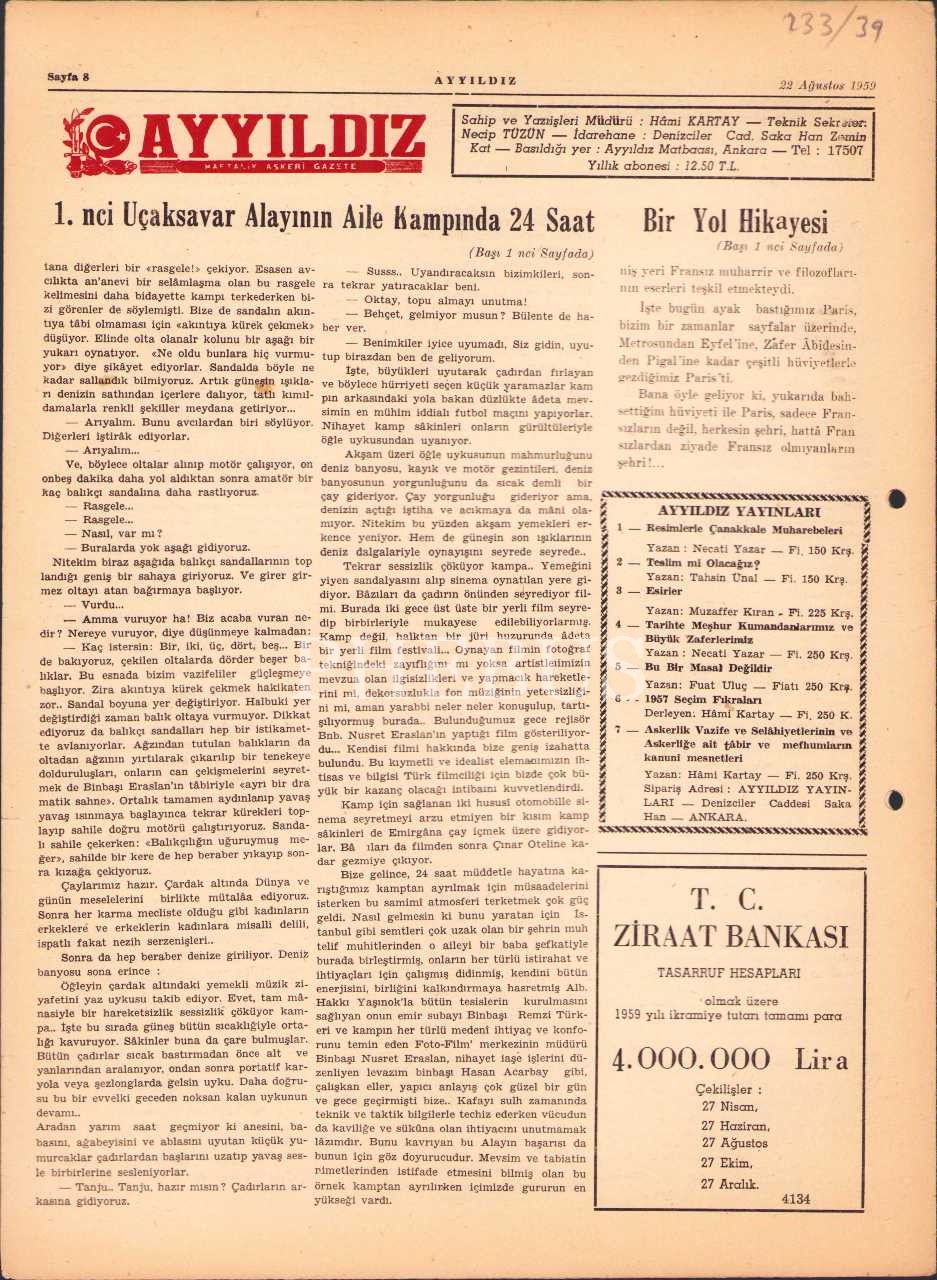 233/39
Sayfa 8
AYYILDIZ
22 Ağustos 1959
AYYILDIZ
HAFTALIK ASKERİ GAZETE
Sahip ve Yazıişleri Müdürü : Hâmi KARTAY — Teknik Sekreter:
Necip TÜZÜN — İdarehane : Denizciler Cad. Saka Han Zemin
Kat — Basıldığı yer : Ayyıldız Matbaası, Ankara — Tel : 17507
Yıllık abonesi : 12.50 T.L.
1. nci Uçaksavar Alayının Aile Kampında 24 Saat
(Başı 1 nci Sayfada)
tana diğerleri bir «rasgele!» çekiyor. Esasen av-
cılıkta an'anevi bir selâmlaşma olan bu rasgele
kelimesini daha bidayette kampı terkederken bi-
zi görenler de söylemişti. Bize de sandalın akın-
tıya tâbi olmaması için «akıntıya kürek çekmek»
düşüyor. Elinde olta olanalr kolunu bir aşağı bir
yukarı oynatıyor. «Ne oldu bunlara hiç vurmu-
yor» diye şikâyet ediyorlar. Sandalda böyle ne
kadar sallandık bilmiyoruz. Artık güneşin ışıkla-
rı denizin sathından içerlere dalıyor, tatlı kımıl-
damalarla renkli şekiller meydana getiriyor...
— Arıyalım. Bunu avcılardan biri söylüyor.
Diğerleri iştirâk ediyorlar.
— Arıyalım...
Ve, böylece oltalar alınıp motör çalışıyor, on
onbeş dakika daha yol aldıktan sonra amatör bir
kaç balıkçı sandalına daha rastlıyoruz.
— Rasgele...
— Rasgele...
— Nasıl, var mı?
— Buralarda yok aşağı gidiyoruz.
Nitekim biraz aşağıda balıkçı sandallarının top
landığı geniş bir sahaya giriyoruz. Ve girer gir-
mez oltayı atan bağırmaya başlıyor.
— Vurdu...
— Amma vuruyor ha! Biz acaba vuran ne-
dir? Nereye vuruyor, diye düşünmeye kalmadan:
— Kaç istersin: Bir, iki, üç, dört, beş... Bir
de bakıyoruz, çekilen oltalarda dörder beşer ba-
lıklar. Bu esnada bizim vazifeliler güçleşmeye
başlıyor. Zira akıntıya kürek çekmek hakikaten
zor.. Sandal boyuna yer değiştiriyor. Halbuki yer
değiştirdiği zaman balık oltaya vurmuyor. Dikkat
ediyoruz da balıkçı sandalları hep bir istikamet-
te avlanıyorlar. Ağzından tutulan balıkların da
oltadan ağzının yırtılarak çıkarılıp bir tenekeye
dolduruluşları, onların can çekişmelerini seyret-
mek de Binbaşı Eraslan'ın tâbiriyle «ayrı bir dra
matik sahne». Ortalık tamamen aydınlanıp yavaş
yavaş ısınmaya başlayınca tekrar kürekleri top-
layıp sahile doğru motörü çalıştırıyoruz. Sanda-
lı sahile çekerken: «Balıkçılığın uğuruymuş me-
ğer», sahilde bir kere de hep beraber yıkayıp son-
ra kızağa çekiyoruz.
Çaylarımız hazır. Çardak altında Dünya ve
günün meselelerini birlikte mütalâa ediyoruz.
Sonra her karma mecliste olduğu gibi kadınların
erkeklere ve erkeklerin kadınlara misalli delili,
ispatlı fakat nezih serzenişleri..
Sonra da hep beraber denize giriliyor. Deniz
banyosu sona erince :
Öğleyin çardak altındaki yemekli müzik zi-
yafetini yaz uykusu takib ediyor. Evet, tam mâ-
nasiyle bir hareketsizlik sessizlik çöküyor kam-
pa.. İşte bu sırada güneş bütün sıcaklığiyle orta-
lığı kavuruyor. Sâkinler buna da çare bulmuşlar.
Bütün çadırlar sıcak bastırmadan önce alt ve
yanlarından aralanıyor, ondan sonra portatif kar-
yola veya şezlonglarda gelsin uyku. Daha doğru-
su bu bir evvelki geceden noksan kalan uykunun
devamı..
Aradan yarım saat geçmiyor ki anesini, ba-
basını, ağabeyisini ve ablasını uyutan küçük yu-
murcaklar çadırlardan başlarını uzatıp yavaş ses-
le birbirlerine sesleniyorlar.
— Tanju.. Tanju, hazır mısın? Çadırların ar-
kasına gidiyoruz.
— Susss.. Uyandıracaksın bizimkileri, son-
ra tekrar yatıracaklar beni.
— Oktay, topu almayı unutma!
— Behçet, gelmiyor musun? Bülente de ha-
ber ver.
— Benimkiler iyice uyumadı, Siz gidin, uyu-
tup birazdan ben de geliyorum.
İşte, büyükleri uyutarak çadırdan fırlayan
ve böylece hürriyeti seçen küçük yaramazlar kam
pın arkasındaki yola bakan düzlükte âdeta mev-
simin en mühim iddialı futbol maçını yapıyorlar.
Nihayet kamp sâkinleri onların gürültüleriyle
öğle uykusundan uyanıyor.
Akşam üzeri öğle uykusunun mahmurluğunu
deniz banyosu, kayık ve motör gezintileri, deniz
banyosunun yorgunluğunu da sıcak demli bir
çay gideriyor. Çay yorgunluğu gideriyor ama,
denizin açtığı iştiha ve acıkmaya da mâni ola-
mıyor. Nitekim bu yüzden akşam yemekleri er-
kence yeniyor. Hem de güneşin son ışıklarının
deniz dalgalariyle oynayışını seyrede seyrede..
Tekrar sessizlik çöküyor kampa.. Yemeğini
yiyen sandalyasını alıp sinema oynatılan yere gi-
diyor. Bâzıları da çadırın önünden seyrediyor fil-
mi. Burada iki gece üst üste bir yerli film seyre-
dip birbirleriyle mukayese edilebiliyorlarmış.
Kamp değil, halktan bir jüri huzurunda âdeta
bir yerli film festivali... Oynayan filmin fotoğraf
tekniğindeki zayıflığını mı yoksa artistleıimizin
mevzua olan ilgisizlikleri ve yapmacık hareketle-
rini mi, dekorsuzlukla fon müziğinin yetersizliği-
ni mi, aman yarabbi neler neler konuşulup, tartı-
şılıyormuş burada.. Bulunduğumuz gece rejisör
Bnb. Nusret Eraslan'ın yaptığı film gösteriliyor-
du... Kendisi filmi hakkında bize geniş izahatta
bulundu. Bu kıymetli ve idealist elemanımızın ih-
tisas ve bilgisi Türk filmciliği için bizde çok bü-
yük bir kazanç olacağı intibaını kuvvetlendirdi.
Kamp için sağlanan iki hususi otomobille si-
nema seyretmeyi arzu etmiyen bir kısım kamp
sâkinleri de Emirgâna çay içmek üzere gidiyor-
lar. Bâ ıları da filmden sonra Çınar Oteline ka-
dar gezmiye çıkıyor.
Bize gelince, 24 saat müddetle hayatına ka-
rıştığımız kamptan ayrılmak için müsaadelerini
isterken bu samimî atmosferi terketmek çok güç
geldi. Nasıl gelmesin ki bunu yaratan için İs-
tanbul gibi semtleri çok uzak olan bir şehrin muh
telif muhitlerinden o aileyi bir baba şefkatiyle
burada birleştirmiş, onların her türlü istirahat ve
ihtiyaçları için çalışmış didinmiş, kendini bütün
enerjisini, birliğini kalkındırmaya hasretmiş Alb.
Hakkı Yaşınok'la bütün tesislerin kurulmasını
sağlıyan onun emir subayı Binbaşı Remzi Türk-
eri ve kampın her türlü medenî ihtiyaç ve konfo-
runu temin eden Foto-Film' merkezinin müdürü
Binbaşı Nusret Eraslan, nihayet iaşe işlerini dü-
zenliyen levazım binbaşı Hasan Acarbay gibi,
çalışkan eller, yapıcı anlayış çok güzel bir gün
ve gece geçirmişti bize.. Kafayı sulh zamanında
teknik ve taktik bilgilerle techiz ederken vücudun
da kaviliğe ve sükûna olan ihtiyacını unutmamak
lâzımdır. Bunu kavrıyan bu Alayın başarısı da
bunun için göz doyurucudur. Mevsim ve tabiatin
nimetlerinden istifade etmesini bilmiş olan bu
örnek kamptan ayrılırken içimizde gururun en
yükseği vardı.
Bir Yol Hikayesi
(Başı 1 nci Sayfada)
niş yeri Fransız muharrir ve filozofları-
nın eserleri teşkil etmekteydi.
İşte bugün ayak bastığımız Paris,
bizim bir zamanlar sayfalar üzerinde,
Metrosundan Eyfel'ine, Zafer Âbidesin-
den Pigal'ine kadar çeşitli hüviyetlerle
gezdiğimiz Paris'ti.
Bana öyle geliyor ki, yukarıda bah-
settiğim hüviyeti ile Paris, sadece Fran-
sızların değil, herkesin şehri, hattâ Fran
sızlardan ziyade Fransız olmıyanların
şehri!...
AYYILDIZ YAYINLARI
1 — Resimlerle Çanakkale Muharebeleri
Yazan : Necati Yazar — Fi. 150 Krş.
2 — Teslim mi Olacağız?
Yazan: Tahsin Ünal — Fi. 150 Krş.
3 — Esirler
Yazan: Muzaffer Kıran - Fi. 225 Krş.
4 — Tarihte Meşhur Kumandanlarımız ve
Büyük Zaferlerimiz
Yazan : Necati Yazar — Fi. 250 Krş.
5 — Bu Bir Masal Değildir
Yazan: Fuat Uluç — Fiatı 250 Krş.
6 - - 1957 Seçim Fıkraları
Derleyen: Hâmi Kartay — Fi. 250 K.
7 — Askerlik Vazife ve Selâhiyetlerinin ve
Askerliğe ait tâbir ve mefhumların
kanuni mesnetleri
Yazan: Hâmi Kartay — Fi. 250 Krş.
Sipariş Adresi : AYYILDIZ YAYIN-
LARI — Denizciler Caddesi Saka
Han — ANKARA.
T. C.
ZİRAAT BANKASI
TASARRUF HESAPLARI
olmak üzere
1959 yılı ikramiye tutarı tamamı para
4.000.000 Lira
Çekilişler :
27 Nisan,
27 Haziran,
27 Ağustos
27 Ekim,
27 Aralık.
4134